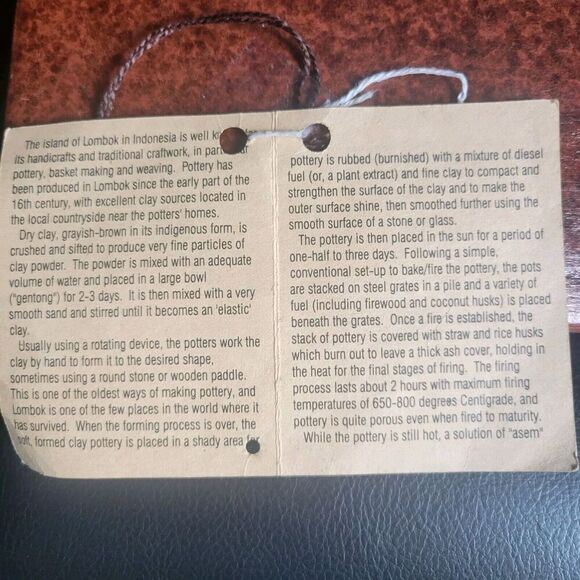 The island of Lombok in Indonesia is well
its handicrafts and traditional craftwork, in
pottery, basket making and weaving. Pottery has
been produced in Lombok since the early part of the
16th century, with excellent clay sources located in
the local countryside near the potters' homes.
Dry clay, grayish-brown in its indigenous form, is
crushed and sifted to produce very fine particles of
clay powder. The powder is mixed with an adequate
volume of water and placed in a large bowl
("gentong") for 2-3 days. It is then mixed with a very
smooth sand and stirred until it becomes an 'elastic'
clay.
Usually using a rotating device, the potters work the
clay by hand to form it to the desired shape,
sometimes using a round stone or wooden paddle.
This is one of the oldest ways of making pottery, and
Lombok is one of the few places in the world where it
has survived. When the forming process is over, the
soft, formed clay pottery is placed in a shady area for
pottery is rubbed (burnished) with a mixture of diesel
fuel (or, a plant extract) and fine clay to compact and
strengthen the surface of the clay and to make the
outer surface shine, then smoothed further using the
smooth surface of a stone or glass.
The pottery is then placed in the sun for a period of
one-half to three days. Following a simple,
conventional set-up to bake/fire the pottery, the pots
are stacked on steel grates in a pile and a variety of
fuel (including firewood and coconut husks) is placed
beneath the grates. Once a fire is established, the
stack of pottery is covered with straw and rice husks
which burn out to leave a thick ash cover, holding in
the heat for the final stages of firing. The firing
process lasts about 2 hours with maximum firing
temperatures of 650-800 degrees Centigrade, and
pottery is quite porous even when fired to maturity.
While the pottery is still hot, a solution of "asem"